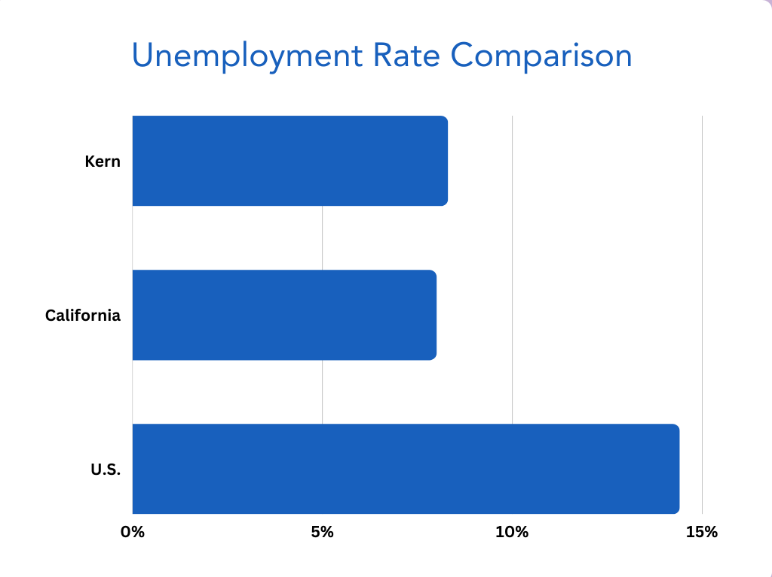 Unemployment Rate Comparison
Kern
California
U.S.
0%
5%
10%
15%